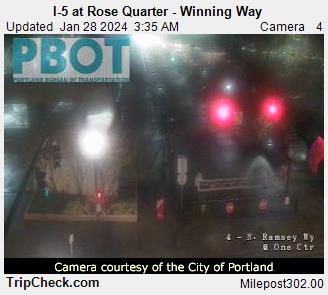 I-5 at Rose Quarter - Winning Way
Updated Jan 28 2024 3:35 AM Camera 4
PBOT
PORTLAND BUREAU OF TRANSPORTATION
4 - N. Ramsey Wy
@ One Ctr
Camera courtesy of the City of Portland
TripCheck.com Milepost302.00